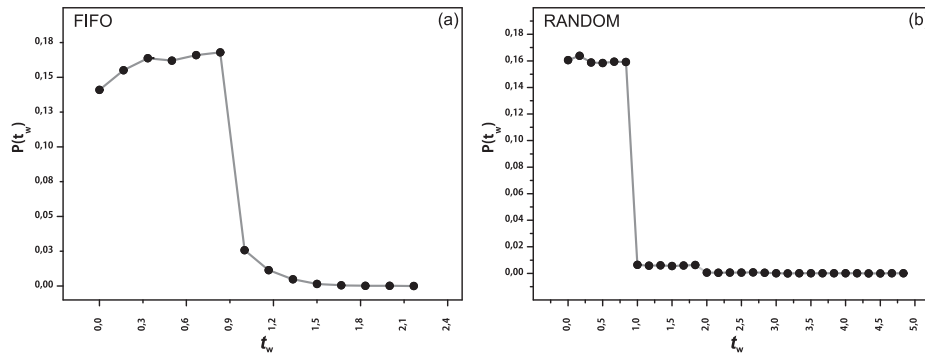 FIFO
(a)
0,18
0,15
0,13
0,10
0,08
0,05
0,03
0,00
P(t_w)
0,0 0,3 0,6 0,9 1,2 1,5 1,8 2,1 2,4
t_w
RANDOM
(b)
0,18
0,16
0,14
0,12
0,10
0,08
0,06
0,04
0,02
0,00
P(t_w)
0,0 0,5 1,0 1,5 2,0 2,5 3,0 3,5 4,0 4,5 5,0
t_w